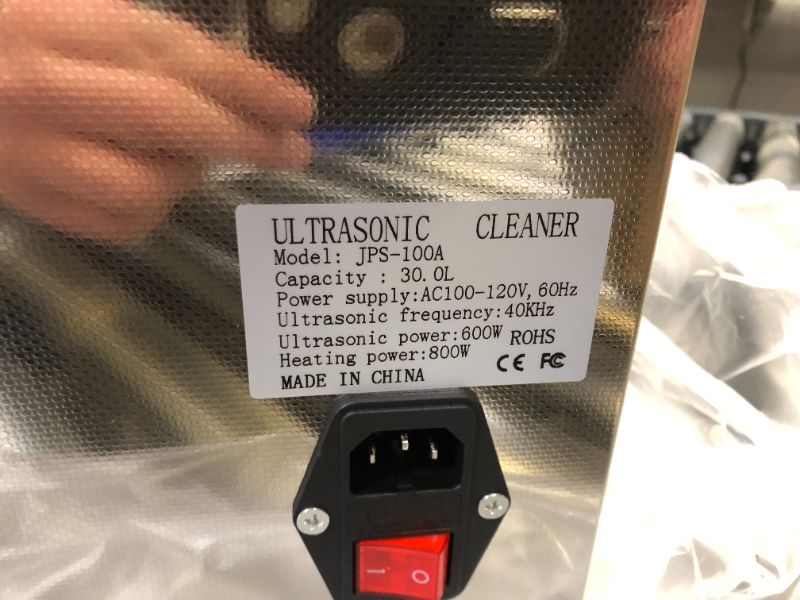 ULTRASONIC CLEANER
Model: JPS-100A
Capacity : 30.0L
Power supply:AC100-120V, 60Hz
Ultrasonic frequency:40KHz
Ultrasonic power:600W ROHS
Heating power:800W
CE FC
MADE IN CHINA
I O